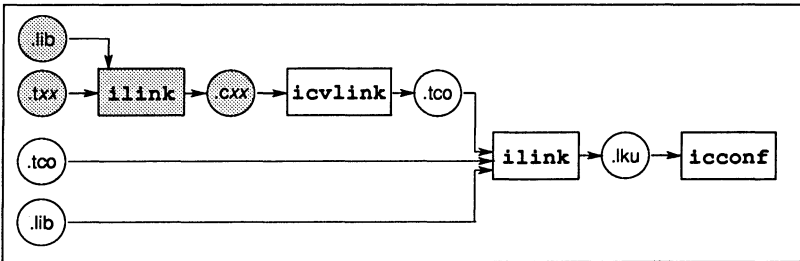 .lib
.txx ilink .cxx icvlink .tco
.tco
ilink .lku icconf
.lib